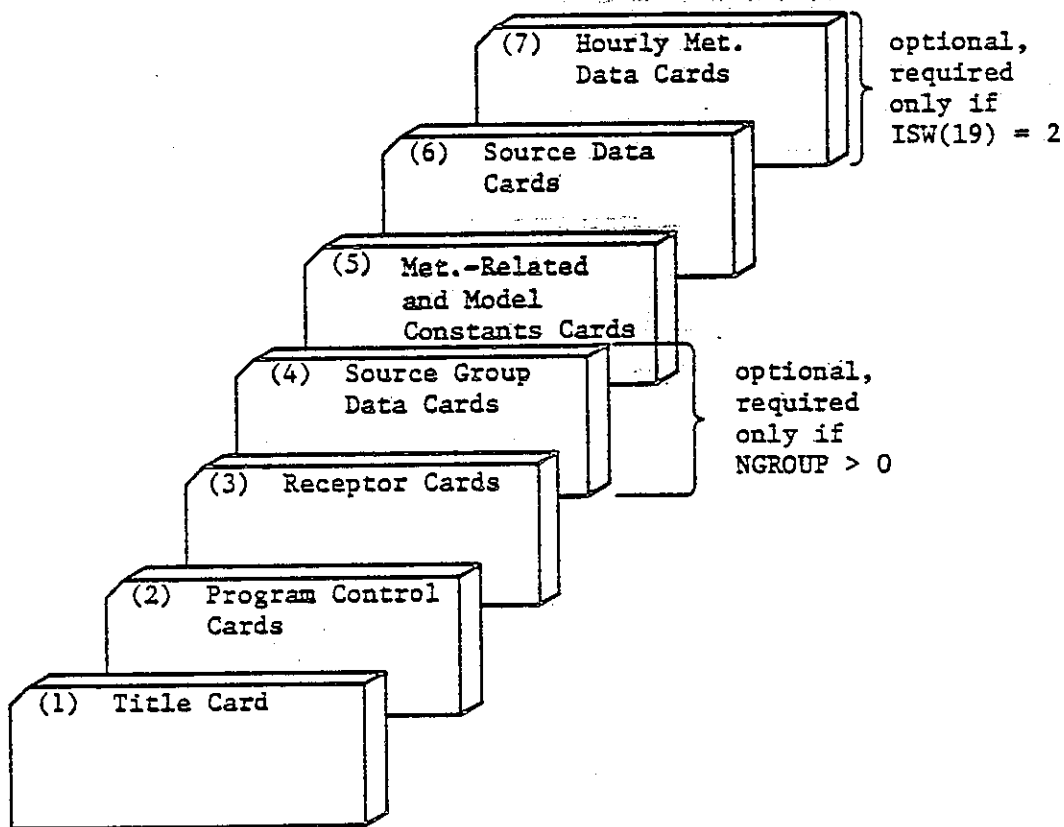 (7) Hourly Met.
Data Cards
optional,
required
only if
ISW(19) = 2
(6) Source Data
Cards
(5) Met.-Related
and Model
Constants Cards
(4) Source Group
Data Cards
optional,
required
only if
NGROUP > 0
(3) Receptor Cards
(2) Program Control
Cards
(1) Title Card